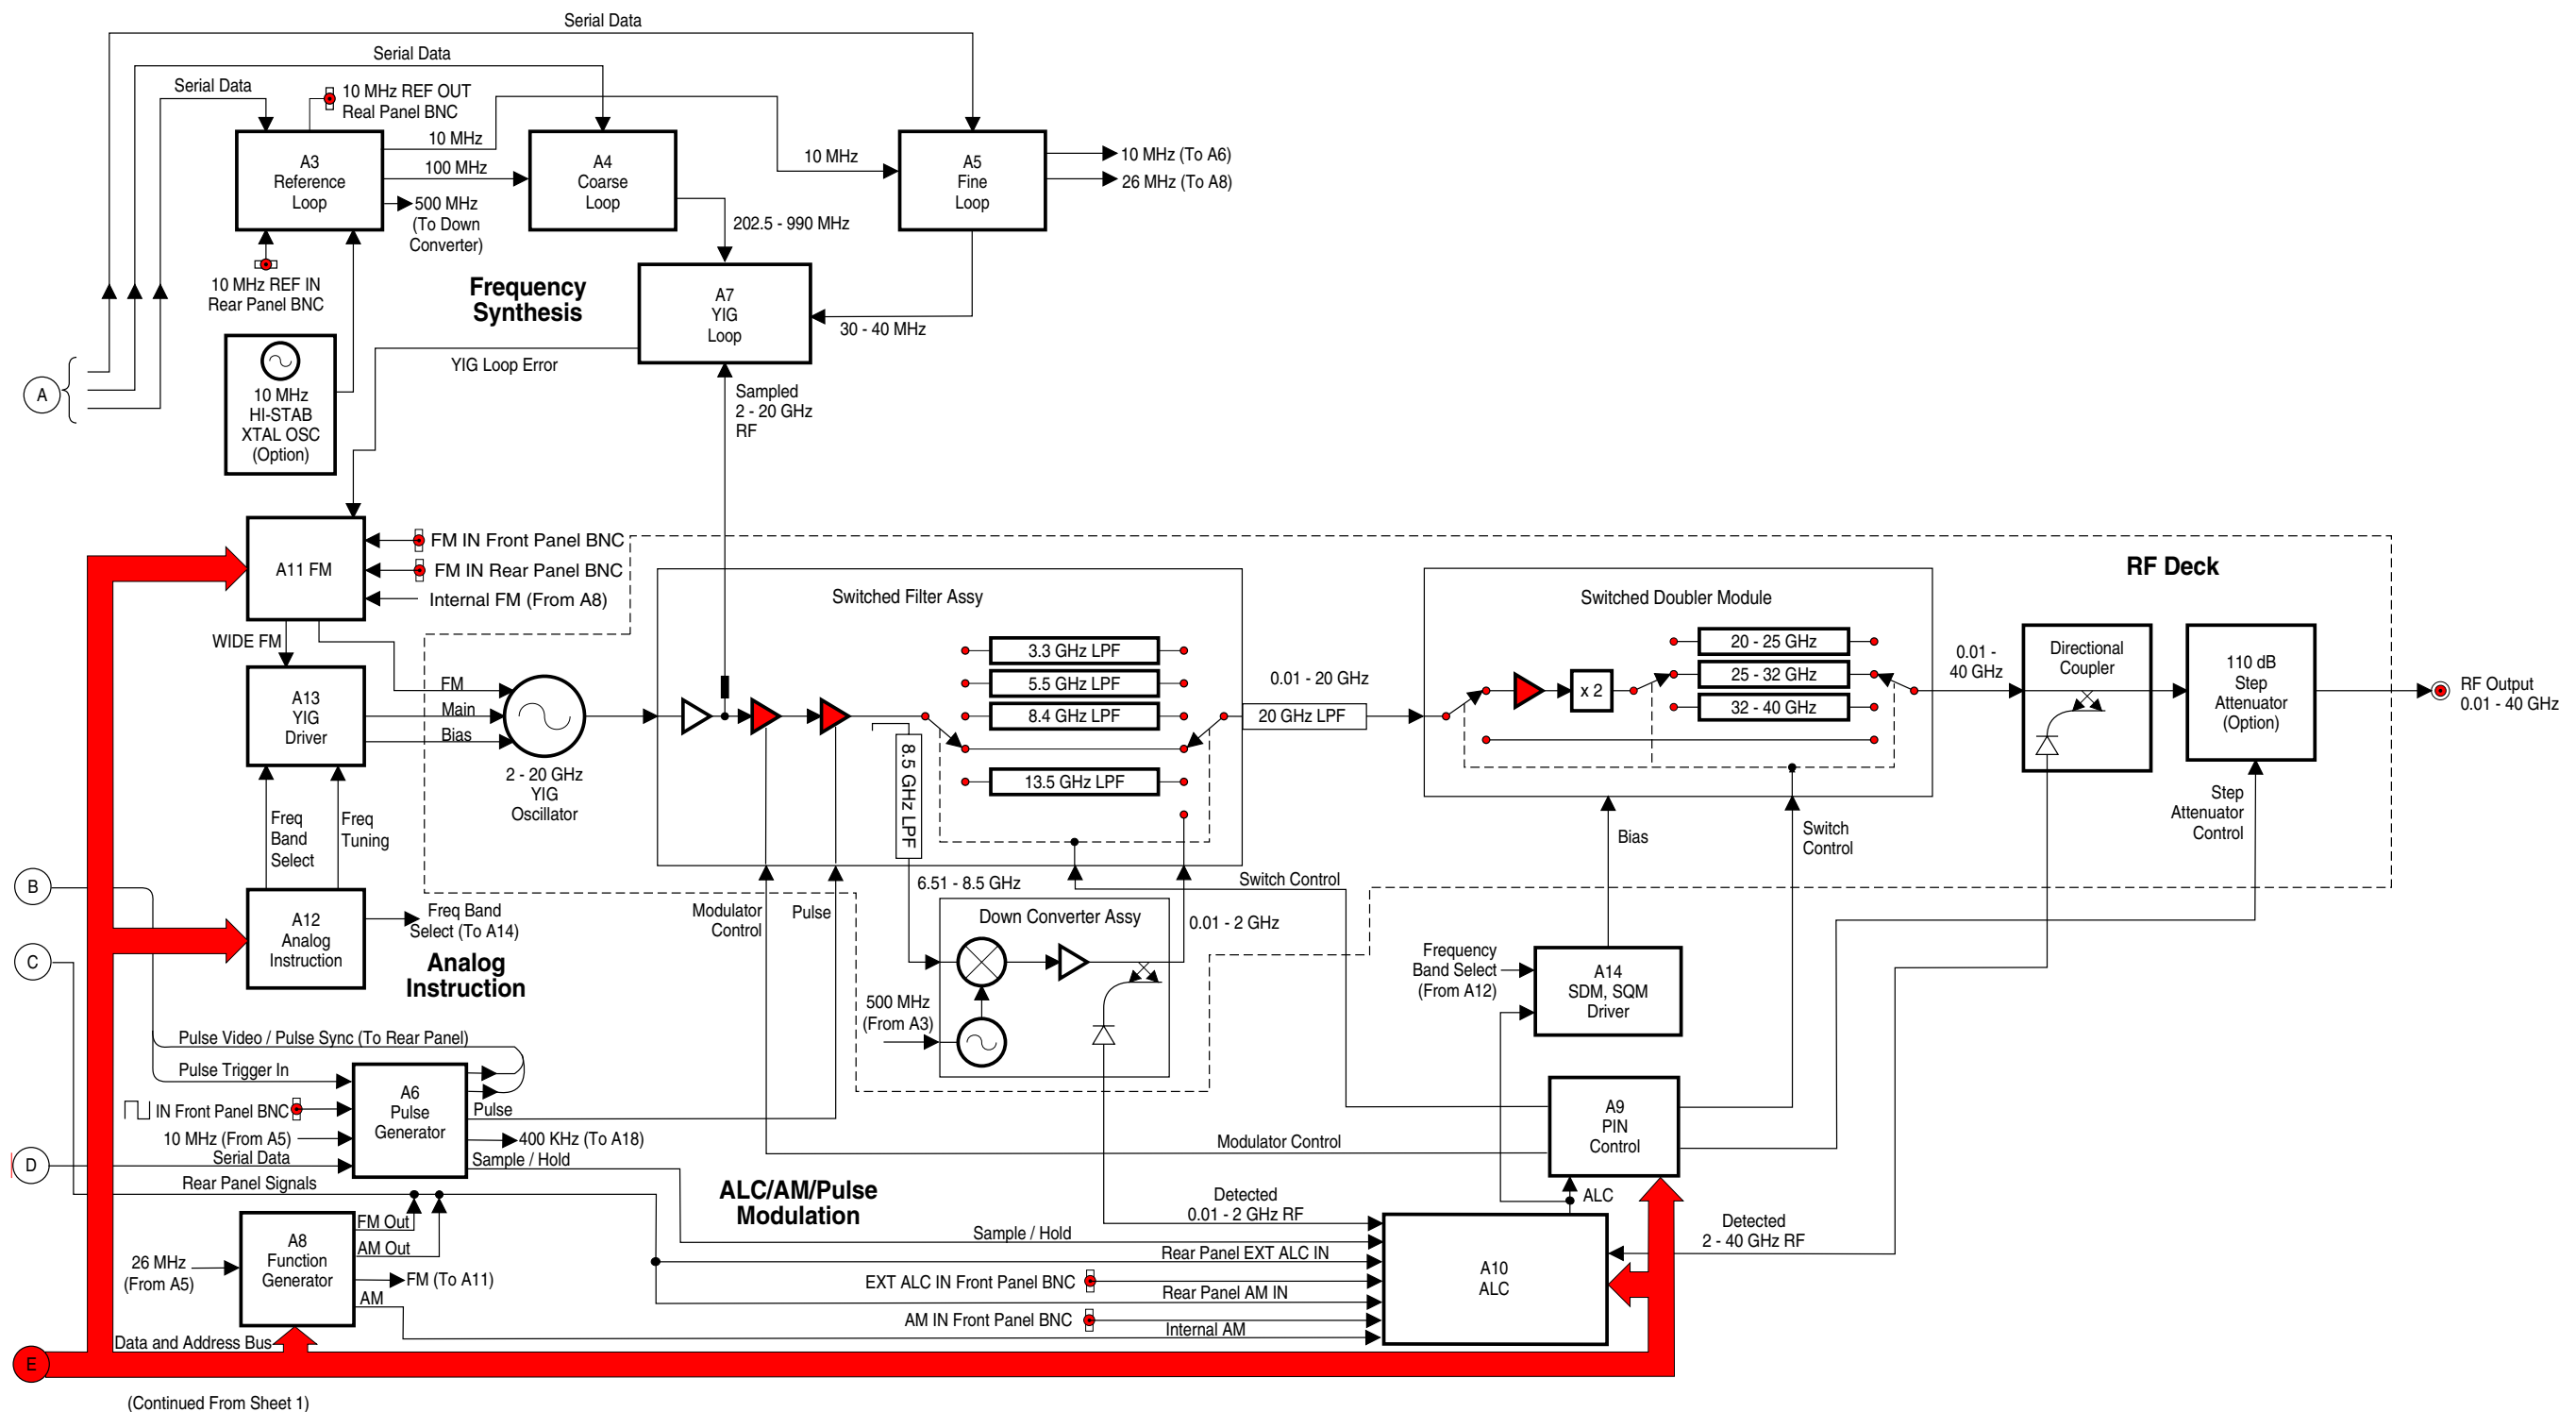 Serial Data
Serial Data
Serial Data
10 MHz REF OUT
Real Panel BNC
A3
Reference
Loop
10 MHz
100 MHz
500 MHz
(To Down
Converter)
A4
Coarse
Loop
10 MHz
A5
Fine
Loop
10 MHz (To A6)
26 MHz (To A8)
202.5 - 990 MHz
10 MHz REF IN
Rear Panel BNC
Frequency
Synthesis
A7
YIG
Loop
30 - 40 MHz
YIG Loop Error
A
10 MHz
HI-STAB
XTAL OSC
(Option)
Sampled
2 - 20 GHz
RF
A11 FM
FM IN Front Panel BNC
FM IN Rear Panel BNC
Internal FM (From A8)
WIDE FM
A13
YIG
Driver
FM
Main
Bias
2 - 20 GHz
YIG
Oscillator
Switched Filter Assy
3.3 GHz LPF
5.5 GHz LPF
8.4 GHz LPF
13.5 GHz LPF
8.5 GHz LPF
0.01 - 20 GHz
20 GHz LPF
Switched Doubler Module
x 2
20 - 25 GHz
25 - 32 GHz
32 - 40 GHz
RF Deck
0.01 -
40 GHz
Directional
Coupler
110 dB
Step
Attenuator
(Option)
RF Output
0.01 - 40 GHz
Freq
Band
Select
Freq
Tuning
Bias
Switch
Control
Step
Attenuator
Control
B
A12
Analog
Instruction
Freq Band
Select (To A14)
Analog
Instruction
Modulator
Control
Pulse
6.51 - 8.5 GHz
Switch Control
Down Converter Assy
0.01 - 2 GHz
500 MHz
(From A3)
C
Frequency
Band Select
(From A12)
A14
SDM, SQM
Driver
Pulse Video / Pulse Sync (To Rear Panel)
Pulse Trigger In
IN Front Panel BNC
10 MHz (From A5)
Serial Data
D
A6
Pulse
Generator
Pulse
400 KHz (To A18)
Sample / Hold
Rear Panel Signals
Modulator Control
A9
PIN
Control
ALC/AM/Pulse
Modulation
ALC
A8
Function
Generator
26 MHz
(From A5)
FM Out
AM Out
FM (To A11)
AM
Detected
0.01 - 2 GHz RF
Sample / Hold
Rear Panel EXT ALC IN
EXT ALC IN Front Panel BNC
Rear Panel AM IN
AM IN Front Panel BNC
Internal AM
A10
ALC
Detected
2 - 40 GHz RF
Data and Address Bus
E
(Continued From Sheet 1)